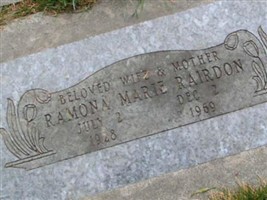 BELOVED WIFE & MOTHER
RAMONA MARIE RAIRDON
JULY 2 DEC 2
1928 1969